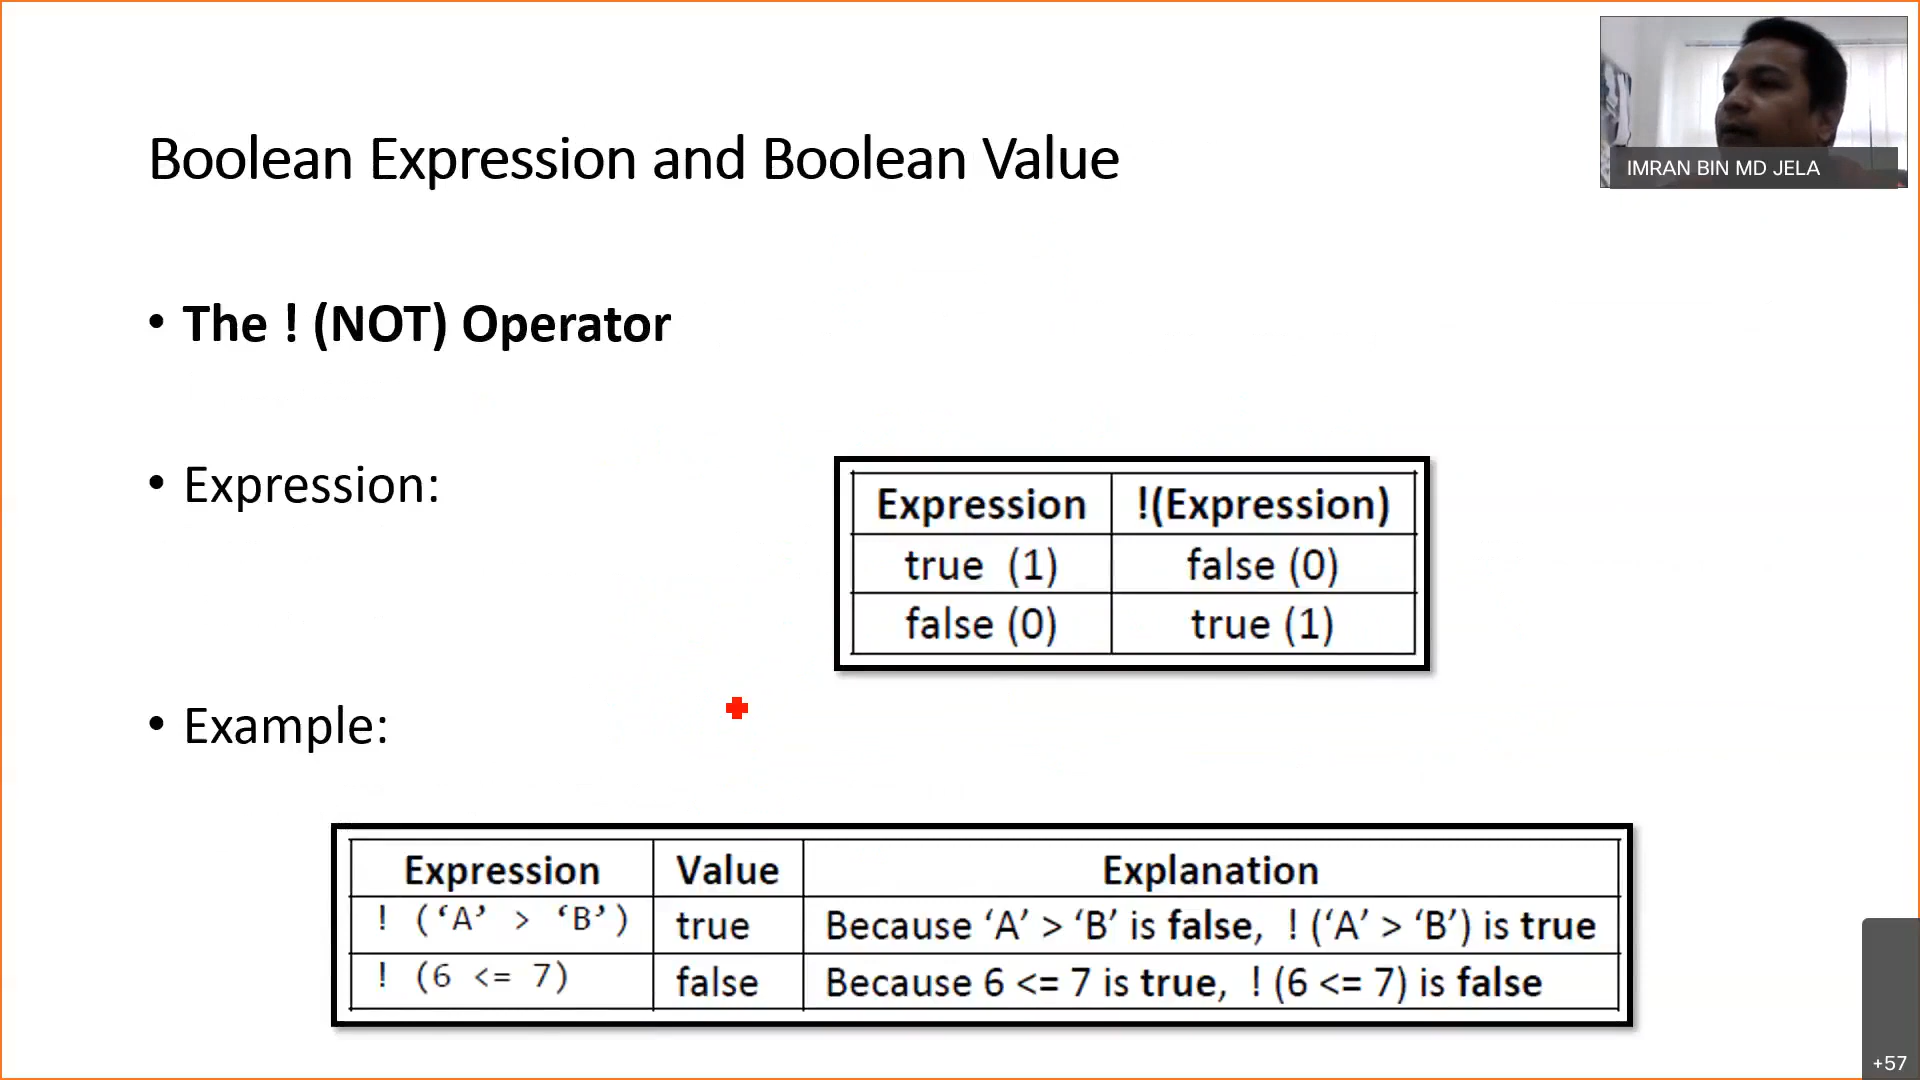 Boolean Expression and Boolean Value
IMRAN BIN MD JELA
• The ! (NOT) Operator
• Expression:
Expression !(Expression)
true (1) false (0)
false (0) true (1)
• Example:
Expression Value Explanation
! (‘A’ > ‘B’) true Because ‘A’ > ‘B’ is false, ! (‘A’ > ‘B’) is true
! (6 <= 7) false Because 6 <= 7 is true, ! (6 <= 7) is false
+57